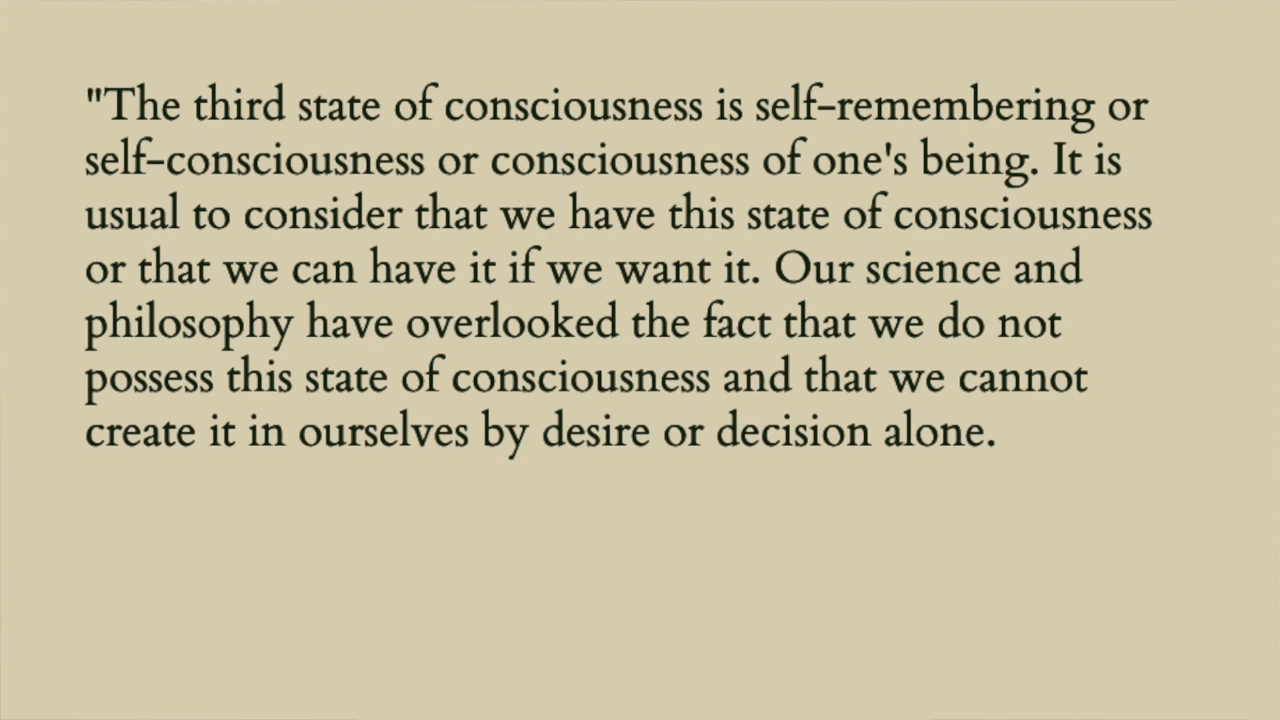 "The third state of consciousness is self-remembering or
self-consciousness or consciousness of one's being. It is
usual to consider that we have this state of consciousness
or that we can have it if we want it. Our science and
philosophy have overlooked the fact that we do not
possess this state of consciousness and that we cannot
create it in ourselves by desire or decision alone.